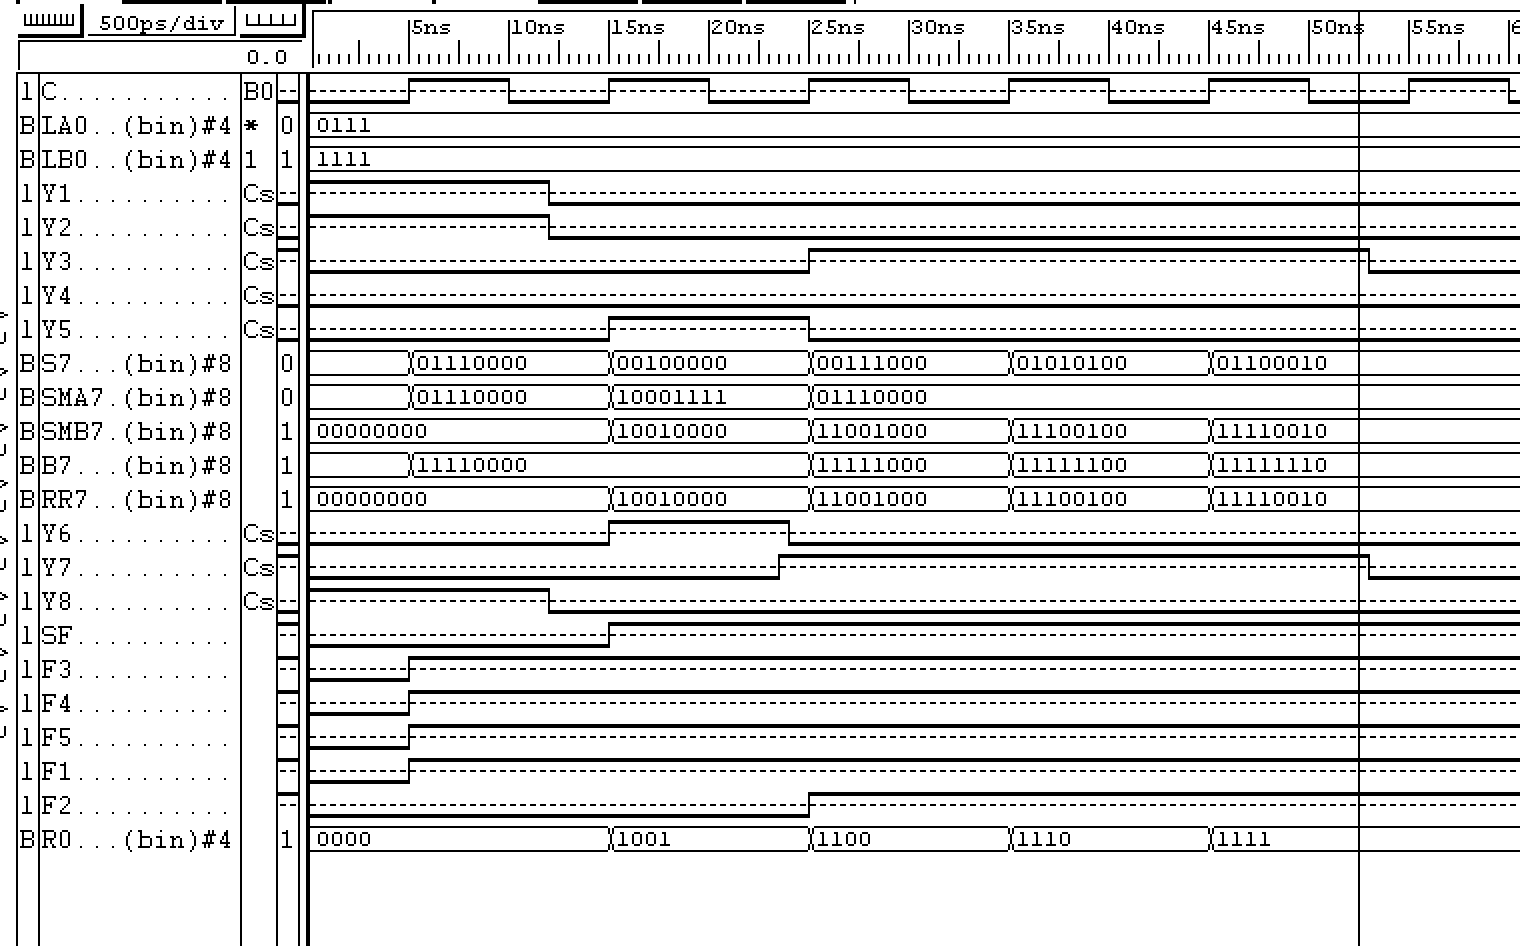 500ps/div 5ns 10ns 15ns 20ns 25ns 30ns 35ns 40ns 45ns 50ns 55ns 6
0.0
1 C........... B0
B LA0..(bin)#4 * 0 0111
B LB0..(bin)#4 1 1 1111
1 Y1.......... Cs
1 Y2.......... Cs
1 Y3.......... Cs
1 Y4.......... Cs
1 Y5.......... Cs
B S7...(bin)#8 0 01110000 00100000 00111000 01010100 01100010
B SMA7.(bin)#8 0 01110000 10001111 01110000
B SMB7.(bin)#8 1 00000000 10010000 11001000 11100100 11110010
B B7...(bin)#8 1 11110000 11111000 11111100 11111110
B RR7..(bin)#8 1 00000000 10010000 11001000 11100100 11110010
1 Y6.......... Cs
1 Y7.......... Cs
1 Y8.......... Cs
1 SF..........
1 F3..........
1 F4..........
1 F5..........
1 F1..........
1 F2..........
B R0...(bin)#4 1 0000 1001 1100 1110 1111